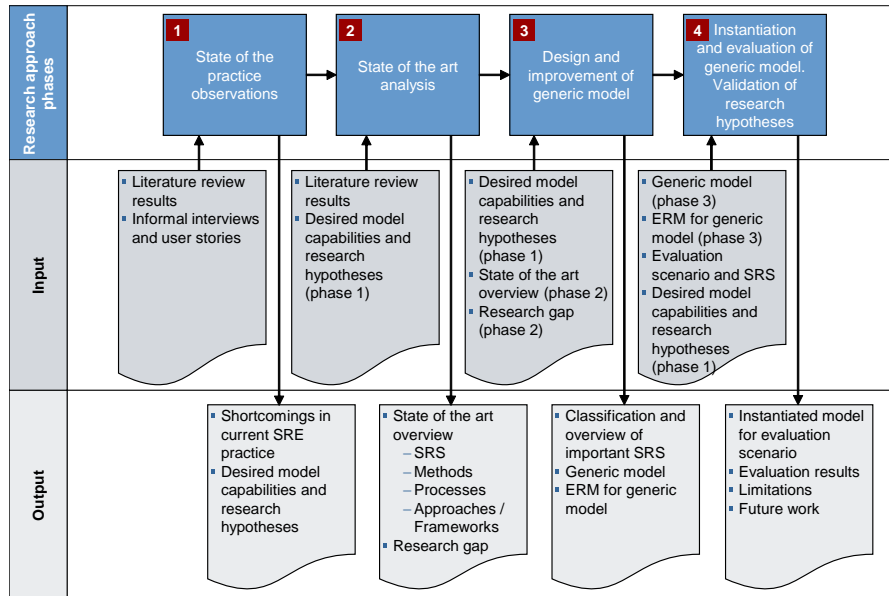 Research approach
phases
1
State of the
practice
observations
2
State of the art
analysis
3
Design and
improvement of
generic model
4
Instantiation
and evaluation of
generic model.
Validation of
research
hypotheses
Input
Literature review
results
Informal interviews
and user stories
Literature review
results
Desired model
capabilities and
research
hypotheses
(phase 1)
Desired model
capabilities and
research
hypotheses
(phase 1)
State of the art
overview (phase 2)
Research gap
(phase 2)
Generic model
(phase 3)
ERM for generic
model (phase 3)
Evaluation
scenario and SRS
Desired model
capabilities and
research
hypotheses
(phase 1)
Output
Shortcomings in
current SRE
practice
Desired model
capabilities and
research
hypotheses
State of the art
overview
– SRS
– Methods
– Processes
– Approaches /
Frameworks
Research gap
Classification and
overview of
important SRS
Generic model
ERM for generic
model
Instantiated model
for evaluation
scenario
Evaluation results
Limitations
Future work